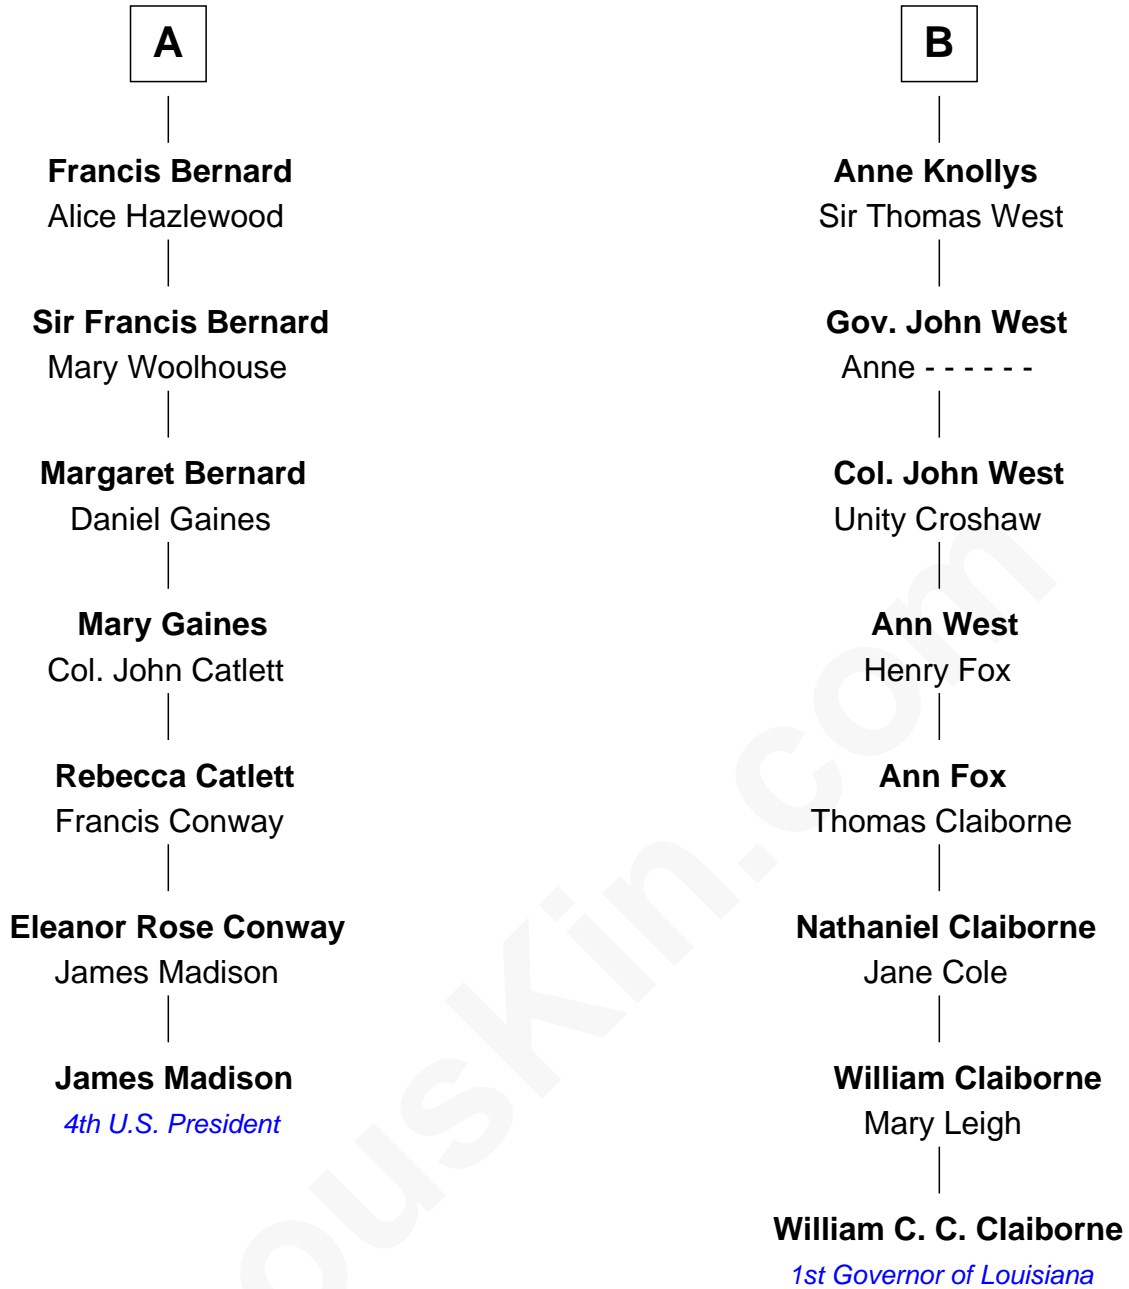 A
Francis Bernard
Alice Hazlewood
Sir Francis Bernard
Mary Woolhouse
Margaret Bernard
Daniel Gaines
Mary Gaines
Col. John Catlett
Rebecca Catlett
Francis Conway
Eleanor Rose Conway
James Madison
James Madison
4th U.S. President
B
Anne Knollys
Sir Thomas West
Gov. John West
Anne - - - - - -
Col. John West
Unity Croshaw
Ann West
Henry Fox
Ann Fox
Thomas Claiborne
Nathaniel Claiborne
Jane Cole
William Claiborne
Mary Leigh
William C. C. Claiborne
1st Governor of Louisiana
ousKin.com